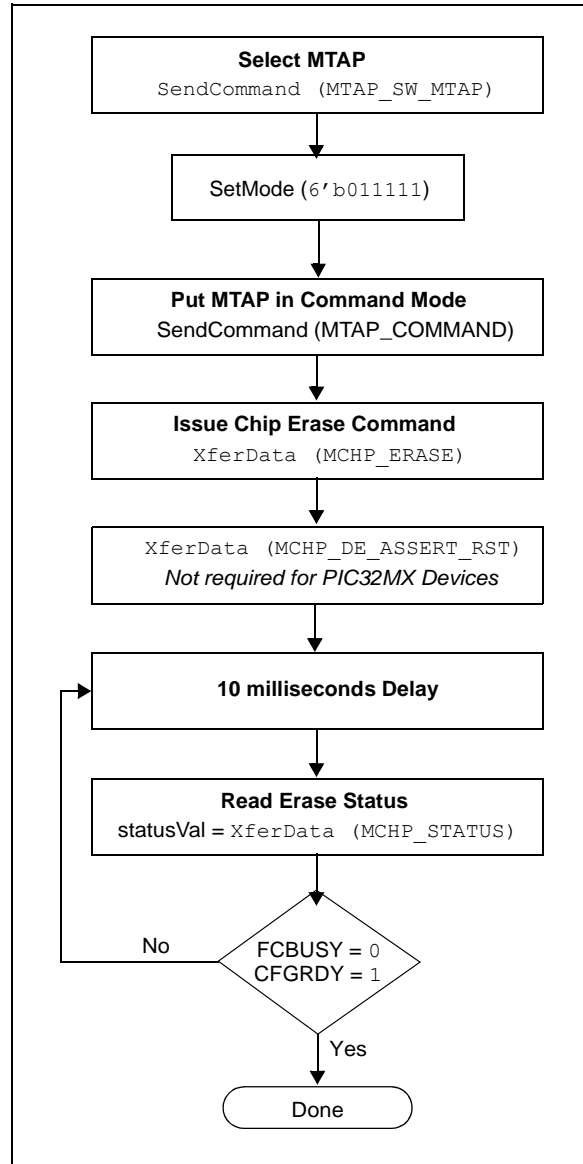 Select MTAP
SendCommand (MTAP_SW_MTAP)
SetMode (6’b011111)
Put MTAP in Command Mode
SendCommand (MTAP_COMMAND)
Issue Chip Erase Command
XferData (MCHP_ERASE)
XferData (MCHP_DE_ASSERT_RST)
Not required for PIC32MX Devices
10 milliseconds Delay
Read Erase Status
statusVal = XferData (MCHP_STATUS)
No
FCBUSY = 0
CFGRDY = 1
Yes
Done